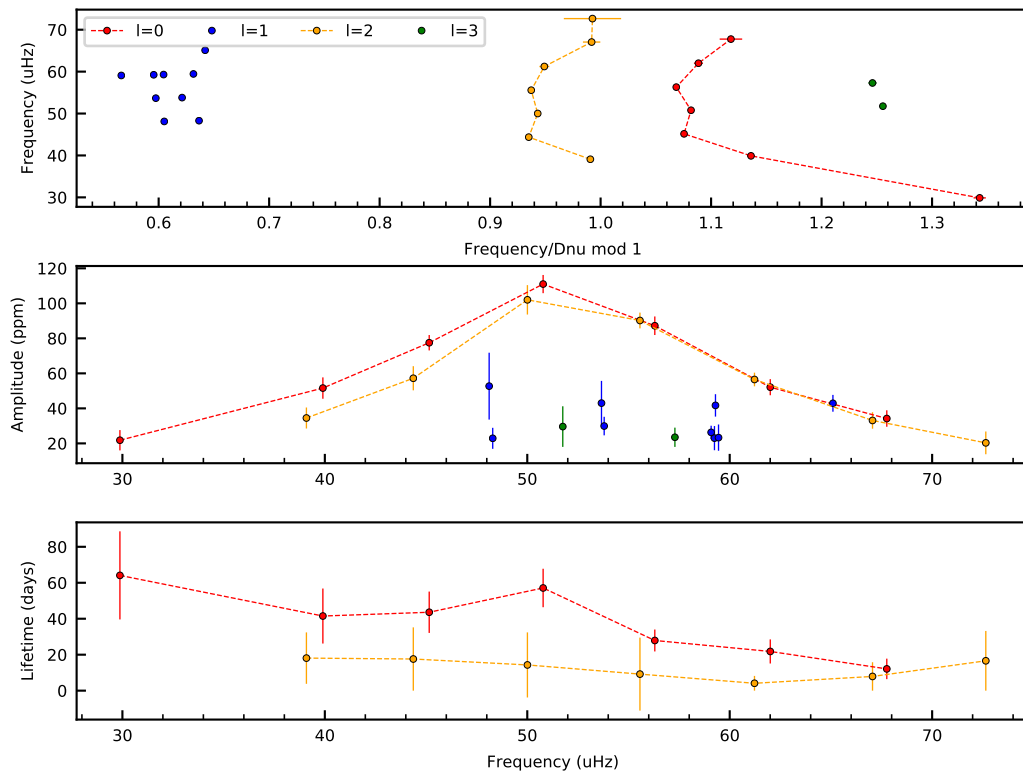 l=0 l=1 l=2 l=3
Frequency (uHz)
70
60
50
40
30
0.6 0.7 0.8 0.9 1.0 1.1 1.2 1.3
Frequency/Dnu mod 1
Amplitude (ppm)
120
100
80
60
40
20
30 40 50 60 70
Lifetime (days)
80
60
40
20
0
30 40 50 60 70
Frequency (uHz)